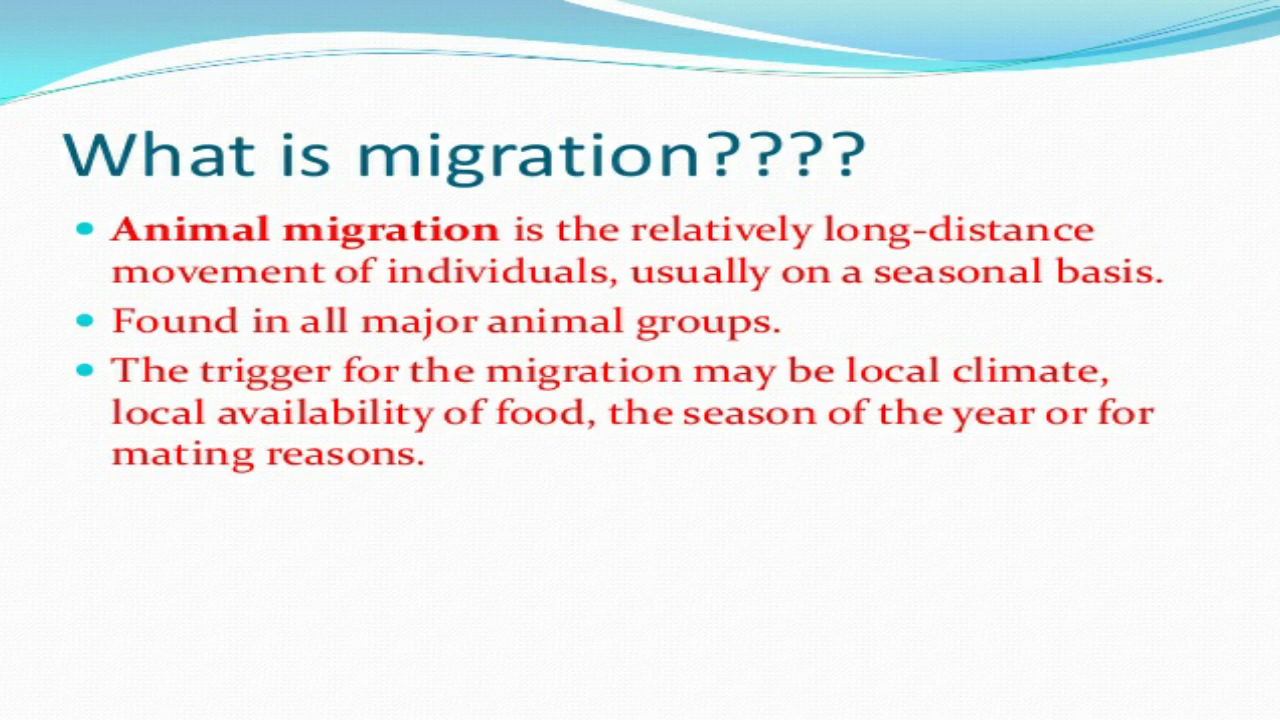 What is migration????
• Animal migration is the relatively long-distance
movement of individuals, usually on a seasonal basis.
• Found in all major animal groups.
• The trigger for the migration may be local climate,
local availability of food, the season of the year or for
mating reasons.